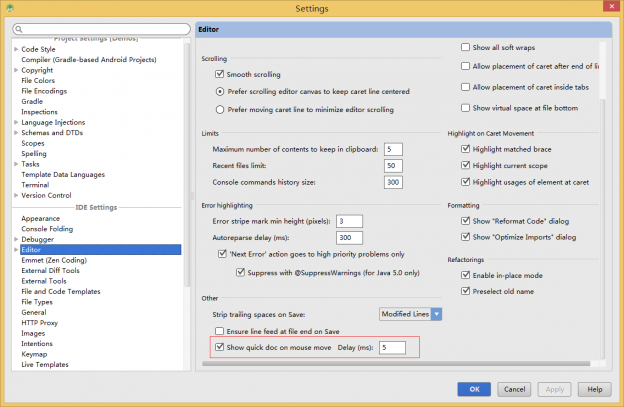 Settings
Project Settings [Demos]
Code Style
Compiler (Gradle-based Android Projects)
Copyright
File Colors
File Encodings
Gradle
Inspections
Language Injections
Schemas and DTDs
Scopes
Spelling
Tasks
Template Data Languages
Terminal
Version Control
IDE Settings
Appearance
Console Folding
Debugger
Editor
Emmet (Zen Coding)
External Diff Tools
External Tools
File and Code Templates
File Types
General
HTTP Proxy
Images
Intentions
Keymap
Live Templates
Editor
Scrolling
Smooth scrolling
Prefer scrolling editor canvas to keep caret line centered
Prefer moving caret line to minimize editor scrolling
Limits
Maximum number of contents to keep in clipboard: 5
Recent files limit: 50
Console commands history size: 300
Error highlighting
Error stripe mark min height (pixels): 3
Autoreparse delay (ms): 300
'Next Error' action goes to high priority problems only
Suppress with @SuppressWarnings (for Java 5.0 only)
Other
Strip trailing spaces on Save: Modified Lines
Ensure line feed at file end on Save
Show quick doc on mouse move Delay (ms): 5
Show all soft wraps
Allow placement of caret after end of lin
Allow placement of caret inside tabs
Show virtual space at file bottom
Highlight on Caret Movement
Highlight matched brace
Highlight current scope
Highlight usages of element at caret
Formatting
Show "Reformat Code" dialog
Show "Optimize Imports" dialog
Refactorings
Enable in-place mode
Preselect old name
OK
Cancel
Apply
Help